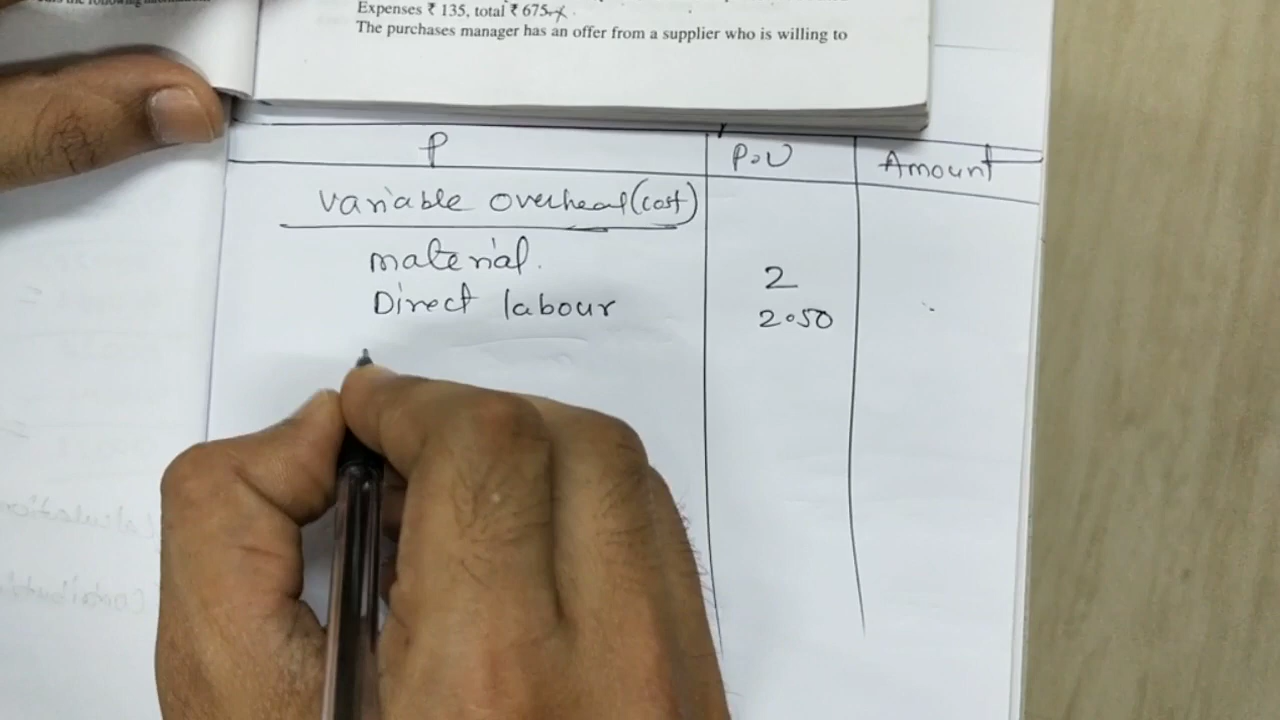 Expenses ₹ 135, total ₹ 675.
The purchases manager has an offer from a supplier who is willing to
P P.U Amount
Variable overhead (cost)
material. 2
Direct labour 2.50